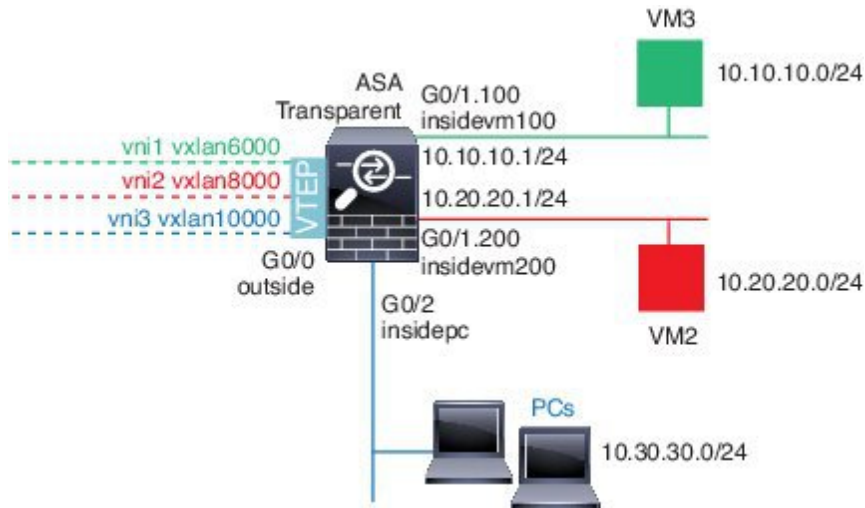 VM3
10.10.10.0/24
ASA
Transparent
G0/1.100
insidevm100
vni1 vxlan6000
10.10.10.1/24
vni2 vxlan8000
VTEP
10.20.20.1/24
vni3 vxlan10000
G0/1.200
insidevm200
G0/0
outside
10.20.20.0/24
G0/2
insidepc
VM2
PCs
10.30.30.0/24